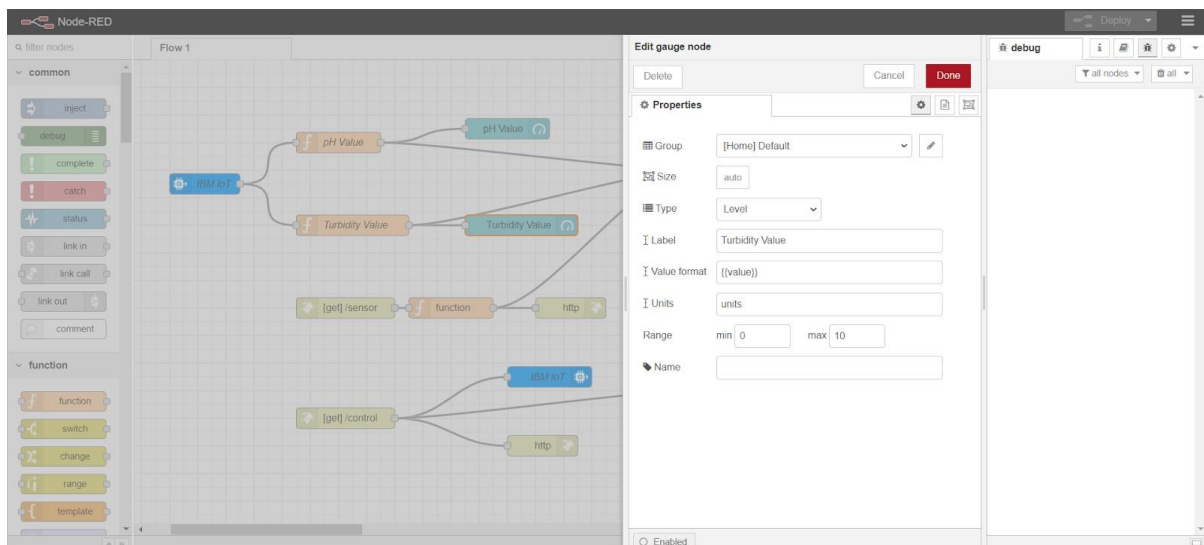 Node-RED
Deploy
filter nodes
common
inject
debug
complete
catch
status
link in
link call
link out
comment
function
function
switch
change
range
template
Flow 1
pH Value
pH Value
IBM IoT
Turbidity Value
Turbidity Value
[get] /sensor
function
http
IBM IoT
[get] /control
http
Edit gauge node
Delete
Cancel
Done
Properties
Group
[Home] Default
Size
auto
Type
Level
Label
Turbidity Value
Value format
{{value}}
Units
units
Range
min 0
max 10
Name
Enabled
debug
all nodes
all